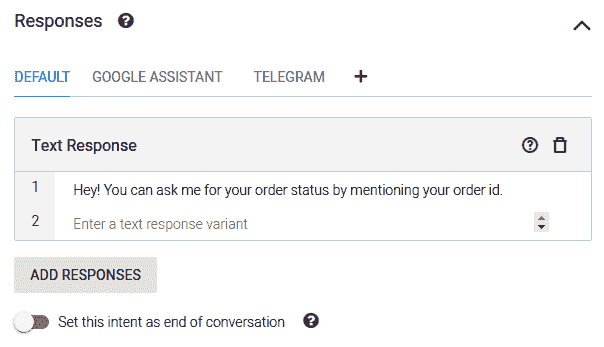 Responses ?
DEFAULT GOOGLE ASSISTANT TELEGRAM +
Text Response ?
1 Hey! You can ask me for your order status by mentioning your order id.
2 Enter a text response variant
ADD RESPONSES
Set this intent as end of conversation ?